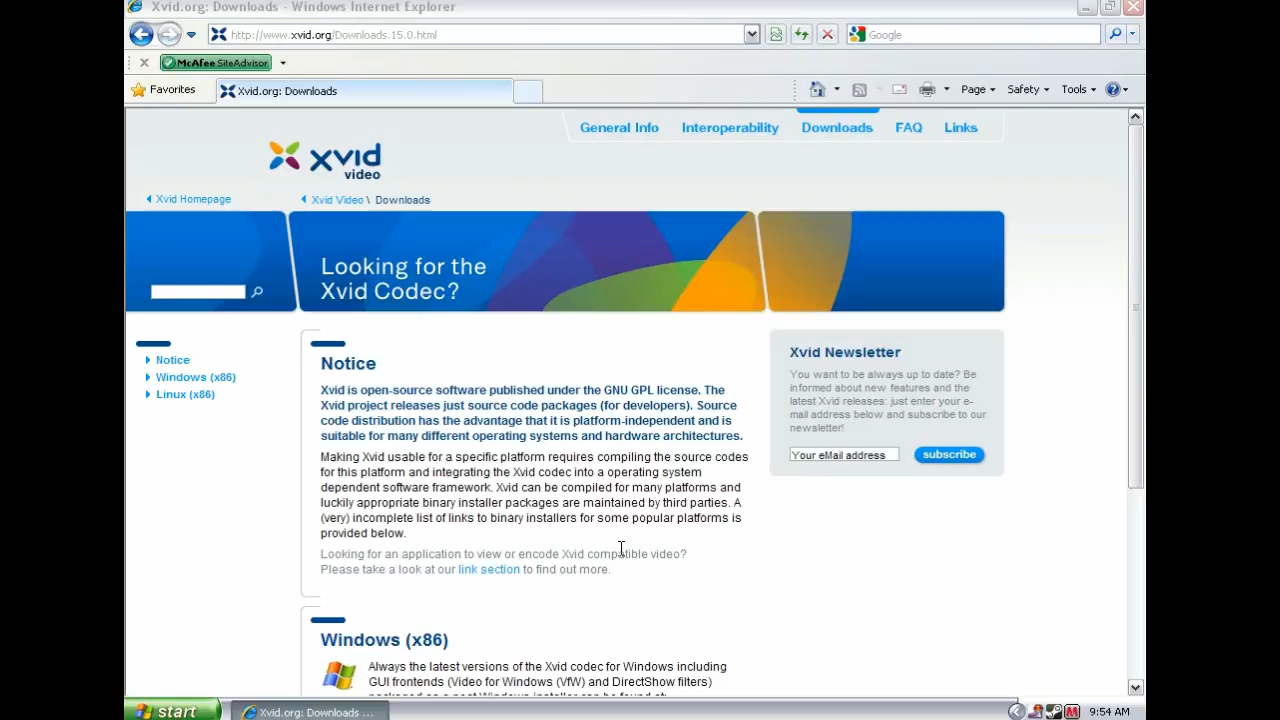 Xvid.org: Downloads - Windows Internet Explorer
http://www.xvid.org/Downloads.15.0.html
Google
McAfee SiteAdvisor
Favorites
Xvid.org: Downloads
Page
Safety
Tools
General Info
Interoperability
Downloads
FAQ
Links
xvid
video
Xvid Homepage
Xvid Video \ Downloads
Looking for the
Xvid Codec?
Notice
Windows (x86)
Linux (x86)
Notice
Xvid is open-source software published under the GNU GPL license. The
Xvid project releases just source code packages (for developers). Source
code distribution has the advantage that it is platform-independent and is
suitable for many different operating systems and hardware architectures.
Making Xvid usable for a specific platform requires compiling the source codes
for this platform and integrating the Xvid codec into a operating system
dependent software framework. Xvid can be compiled for many platforms and
luckily appropriate binary installer packages are maintained by third parties. A
(very) incomplete list of links to binary installers for some popular platforms is
provided below.
Looking for an application to view or encode Xvid compatible video?
Please take a look at our link section to find out more.
Xvid Newsletter
You want to be always up to date? Be
informed about new features and the
latest Xvid releases: just enter your e-
mail address below and subscribe to our
newsletter!
Your eMail address
subscribe
Windows (x86)
Always the latest versions of the Xvid codec for Windows including
GUI frontends (Video for Windows (VfW) and DirectShow filters)
packaged as a neat Windows installer can be found at:
start
Xvid.org: Downloads ...
9:54 AM